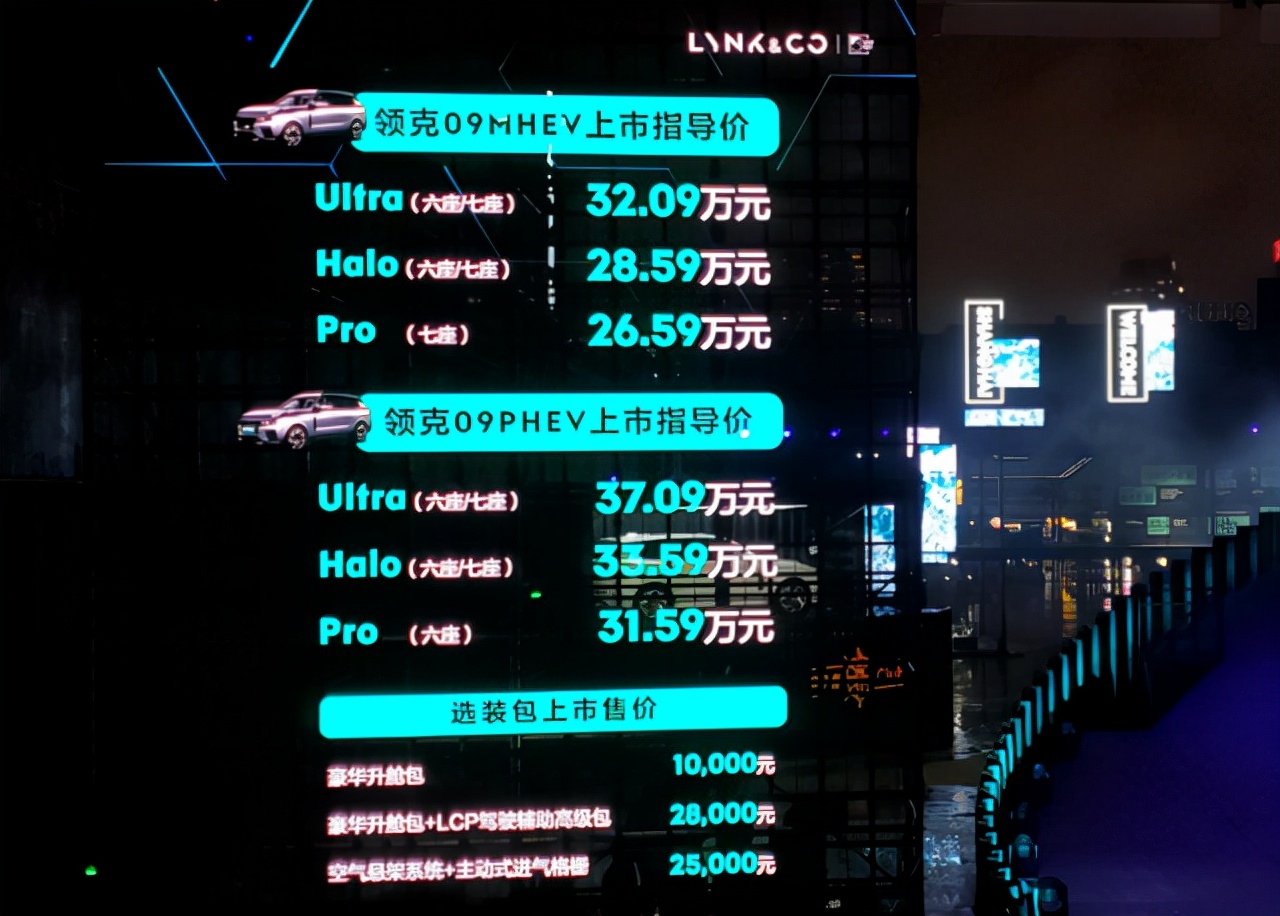 LYNK&CO
领克09MHEV上市指导价
Ultra（六座/七座） 32.09万元
Halo（六座/七座） 28.59万元
Pro （七座） 26.59万元
领克09PHEV上市指导价
Ultra（六座/七座） 37.09万元
Halo（六座/七座） 33.59万元
Pro （六座） 31.59万元
选装包上市售价
豪华升舱包 10,000元
豪华升舱包+LCP驾驶辅助高级包 28,000元
空气悬架系统+主动式进气格栅 25,000元
SHANGHAI
WELCOME